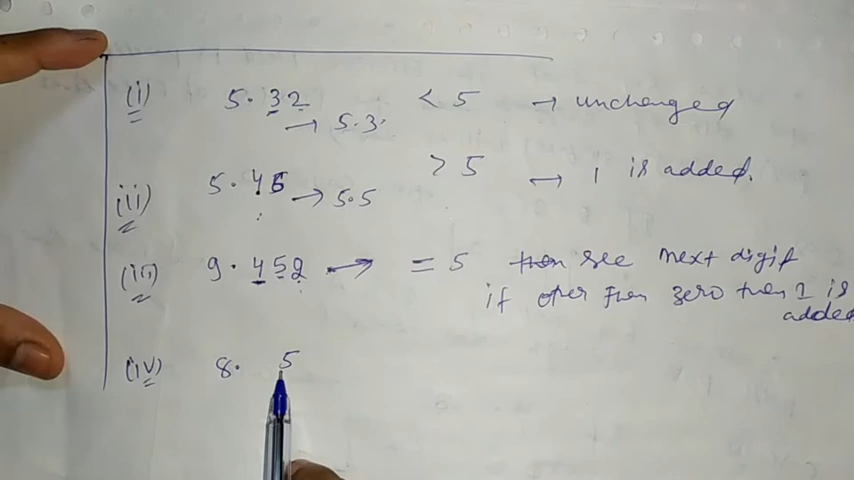 (i) 5.32 < 5 → unchanged
→ 5.3
(ii) 5.46 → 5.5 > 5 → 1 is added.
(iii) 9.452 → = 5 then see next digit
if other then zero then 1 is
added
(iv) 8. 5